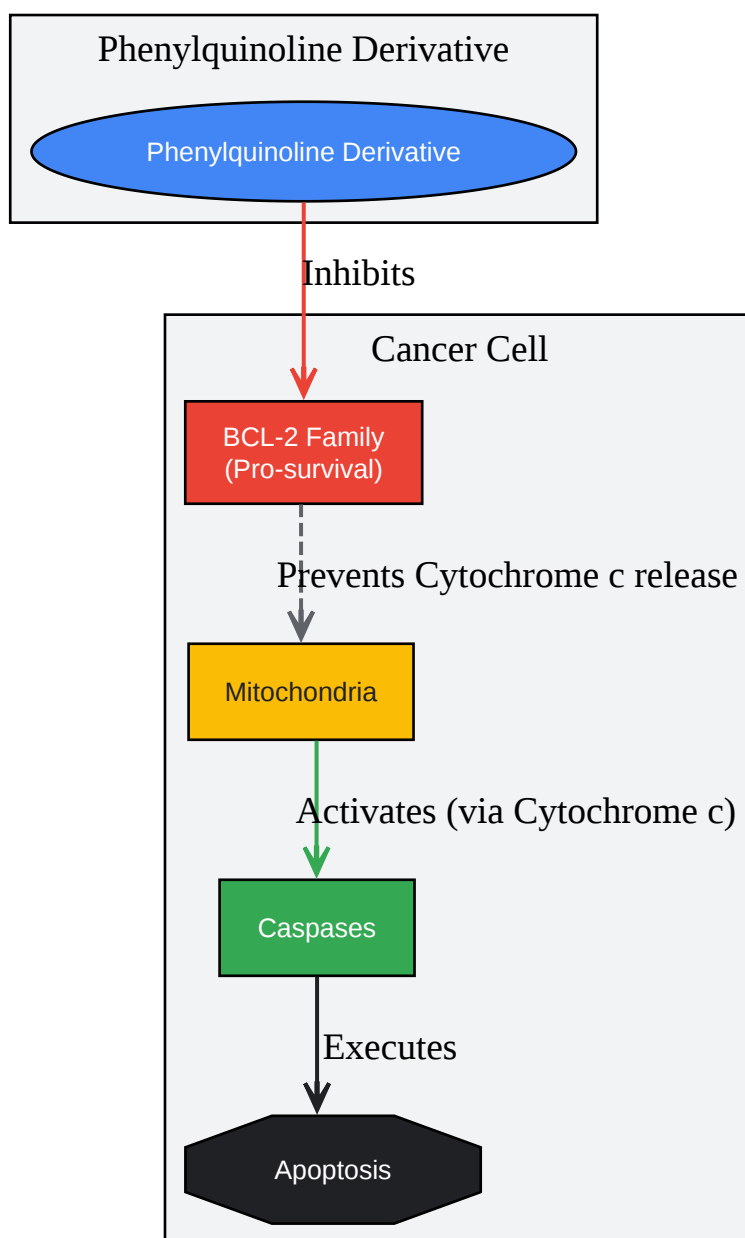 Phenylquinoline Derivative
Phenylquinoline Derivative
Inhibits
Cancer Cell
BCL-2 Family
(Pro-survival)
Prevents Cytochrome c release
Mitochondria
Activates (via Cytochrome c)
Caspases
Executes
Apoptosis